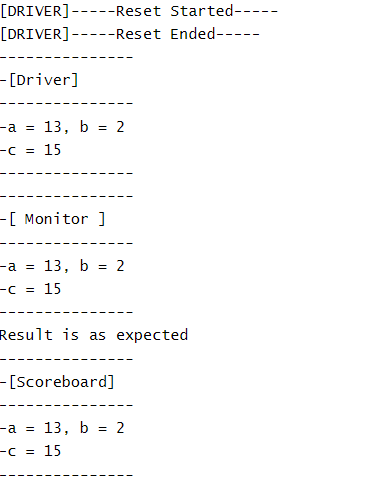 [DRIVER]-----Reset Started-----
[DRIVER]-----Reset Ended-----
---------------
-[Driver]
---------------
-a = 13, b = 2
-c = 15
---------------
---------------
-[ Monitor ]
---------------
-a = 13, b = 2
-c = 15
---------------
Result is as expected
---------------
-[Scoreboard]
---------------
-a = 13, b = 2
-c = 15
---------------